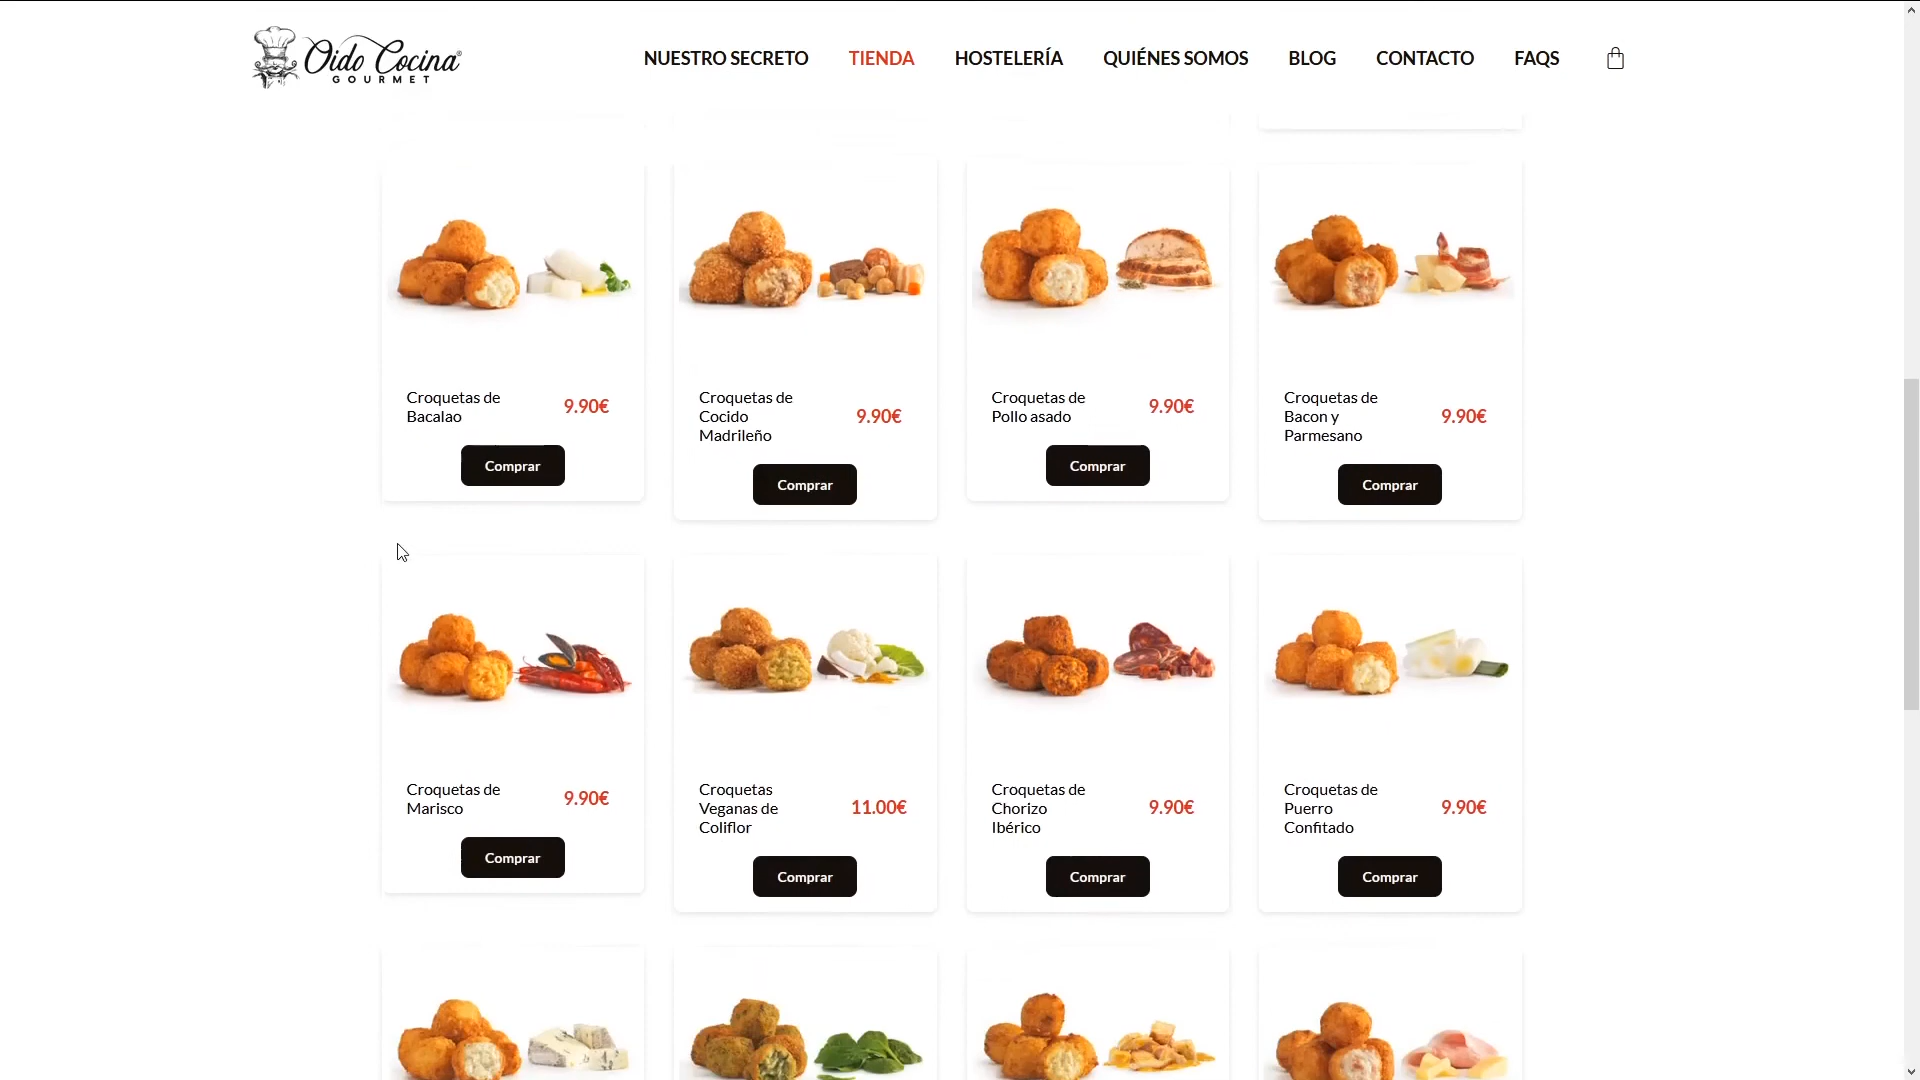 Oido Cocina®
GOURMET
NUESTRO SECRETO
TIENDA
HOSTELERÍA
QUIÉNES SOMOS
BLOG
CONTACTO
FAQS
Croquetas de
Bacalao
9.90€
Comprar
Croquetas de
Cocido
Madrileño
9.90€
Comprar
Croquetas de
Pollo asado
9.90€
Comprar
Croquetas de
Bacon y
Parmesano
9.90€
Comprar
Croquetas de
Marisco
9.90€
Comprar
Croquetas
Veganas de
Coliflor
11.00€
Comprar
Croquetas de
Chorizo
Ibérico
9.90€
Comprar
Croquetas de
Puerro
Confitado
9.90€
Comprar